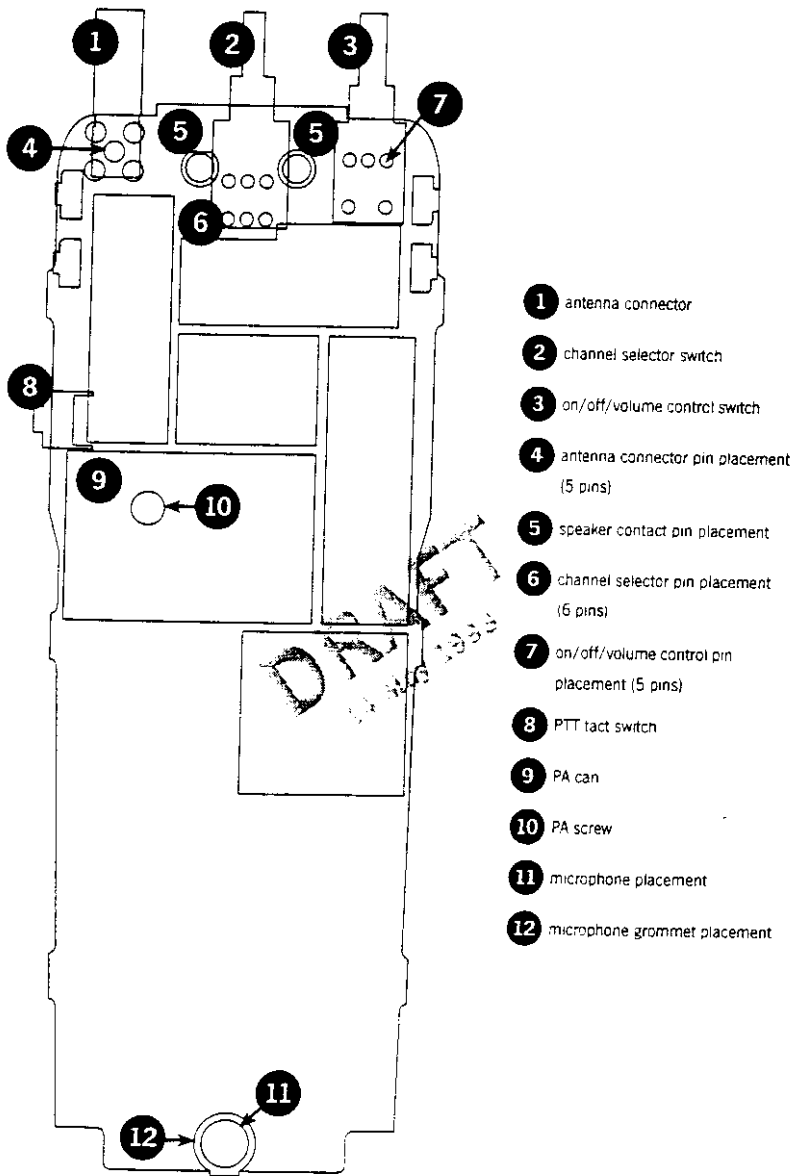 1
2
3
7
5
5
4
6
8
9
10
DRAFT
11
12
1 antenna connector
2 channel selector switch
3 on/off/volume control switch
4 antenna connector pin placement
(5 pins)
5 speaker contact pin placement
6 channel selector pin placement
(6 pins)
7 on/off/volume control pin
placement (5 pins)
8 PTT tact switch
9 PA can
10 PA screw
11 microphone placement
12 microphone grommet placement